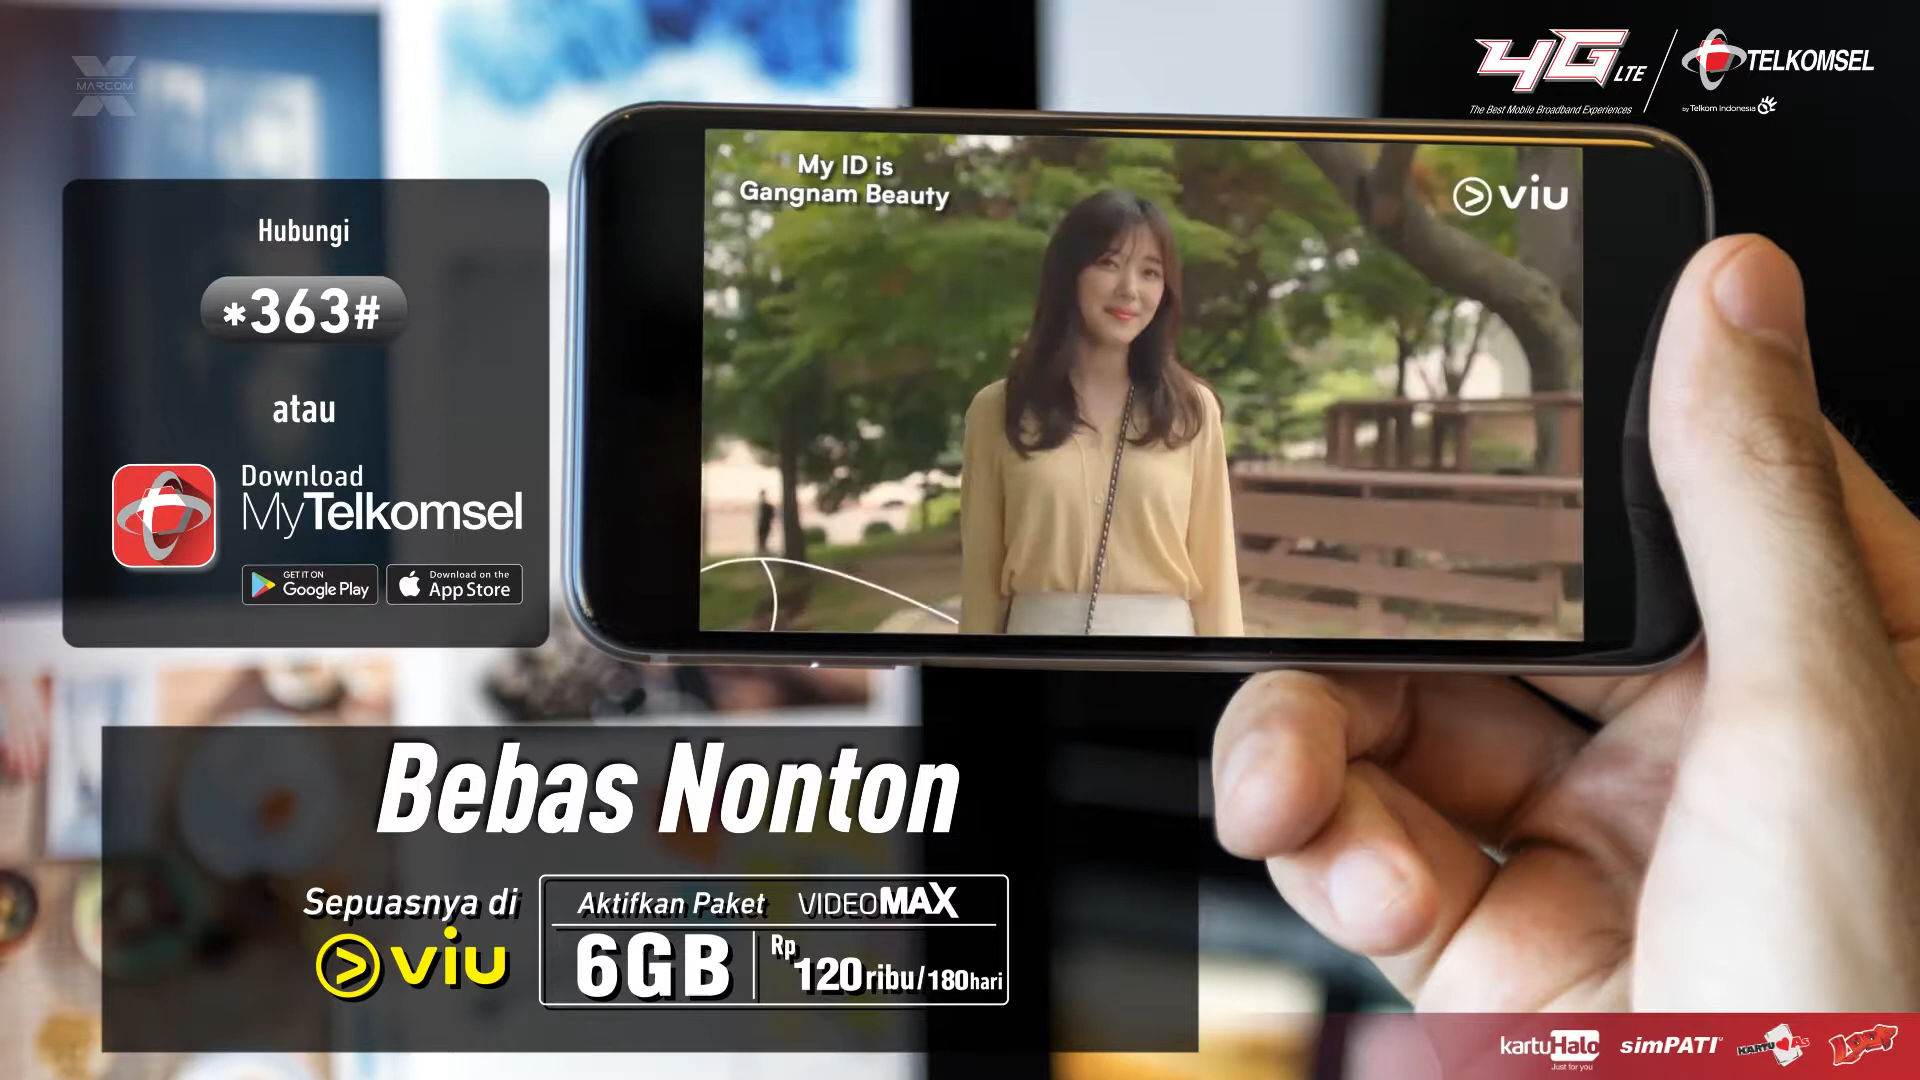 MARCOM
4G LTE
The Best Mobile Broadband Experiences
TELKOMSEL
by Telkom Indonesia
Hubungi
*363#
atau
Download
MyTelkomsel
GET IT ON
Google Play
Download on the
App Store
My ID is
Gangnam Beauty
viu
Bebas Nonton
Sepuasnya di
viu
Aktifkan Paket VIDEOMAX
6GB
Rp 120ribu/180hari
kartuHalo
Just for you
simPATI
KARTU As
LOOP